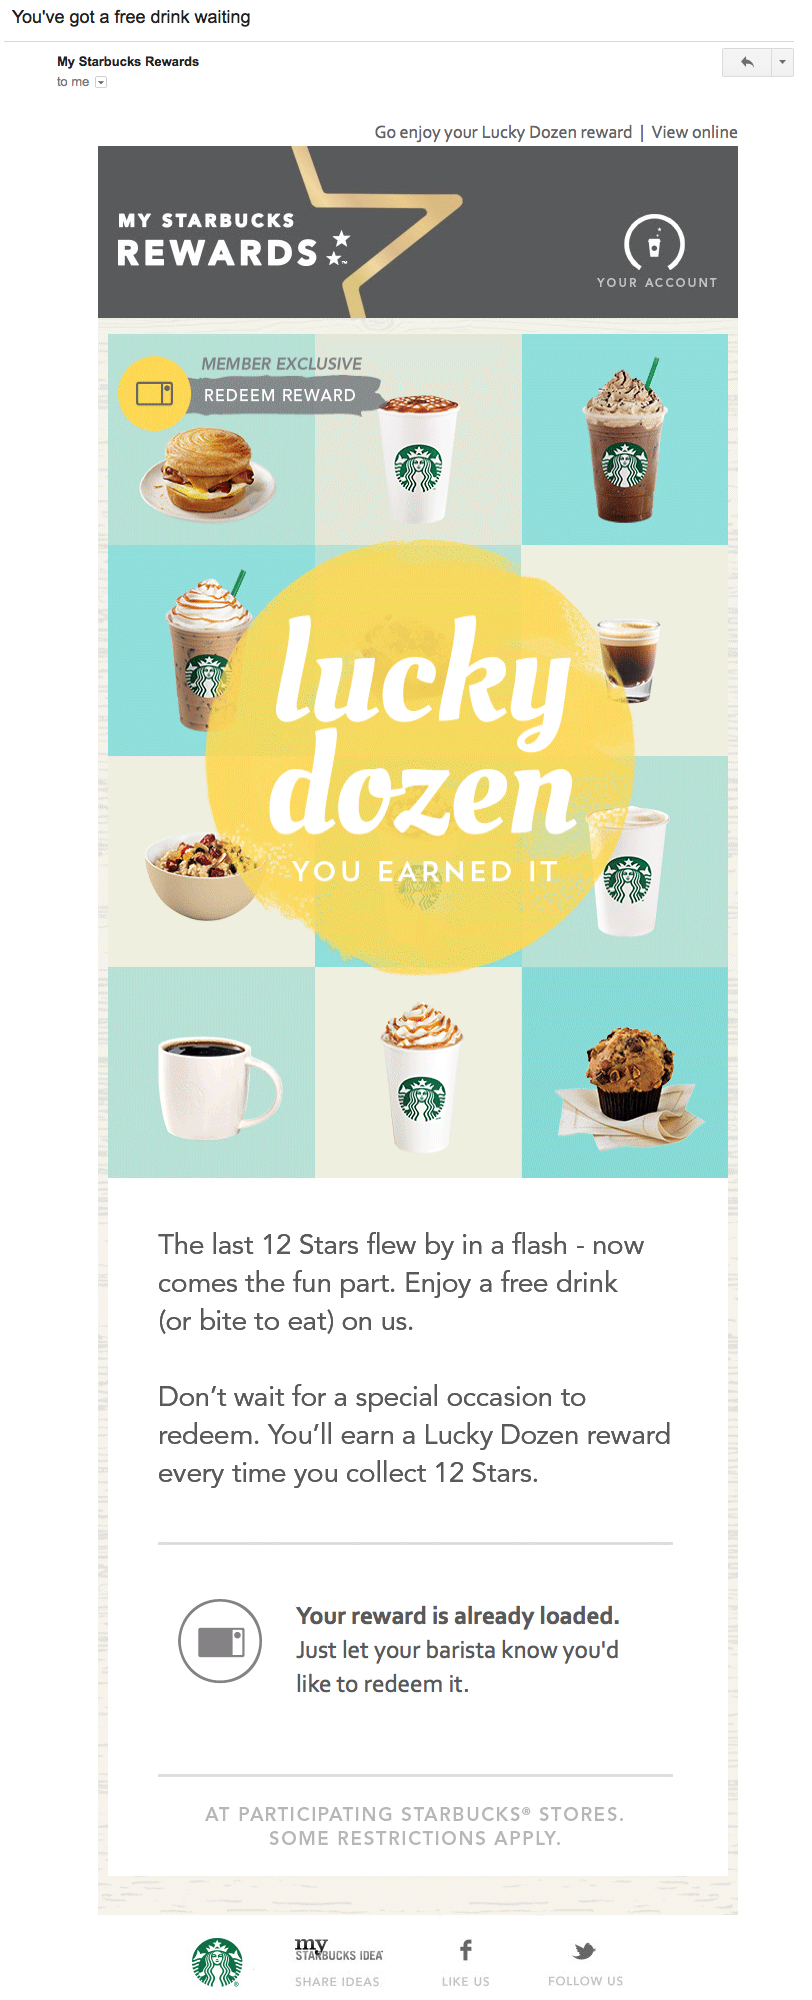 You've got a free drink waiting
My Starbucks Rewards
to me
Go enjoy your Lucky Dozen reward | View online
MY STARBUCKS
REWARDS™
YOUR ACCOUNT
MEMBER EXCLUSIVE
REDEEM REWARD
lucky
dozen
YOU EARNED IT
The last 12 Stars flew by in a flash - now
comes the fun part. Enjoy a free drink
(or bite to eat) on us.
Don’t wait for a special occasion to
redeem. You’ll earn a Lucky Dozen reward
every time you collect 12 Stars.
Your reward is already loaded.
Just let your barista know you'd
like to redeem it.
AT PARTICIPATING STARBUCKS® STORES.
SOME RESTRICTIONS APPLY.
my
STARBUCKS IDEA
SHARE IDEAS
LIKE US
FOLLOW US